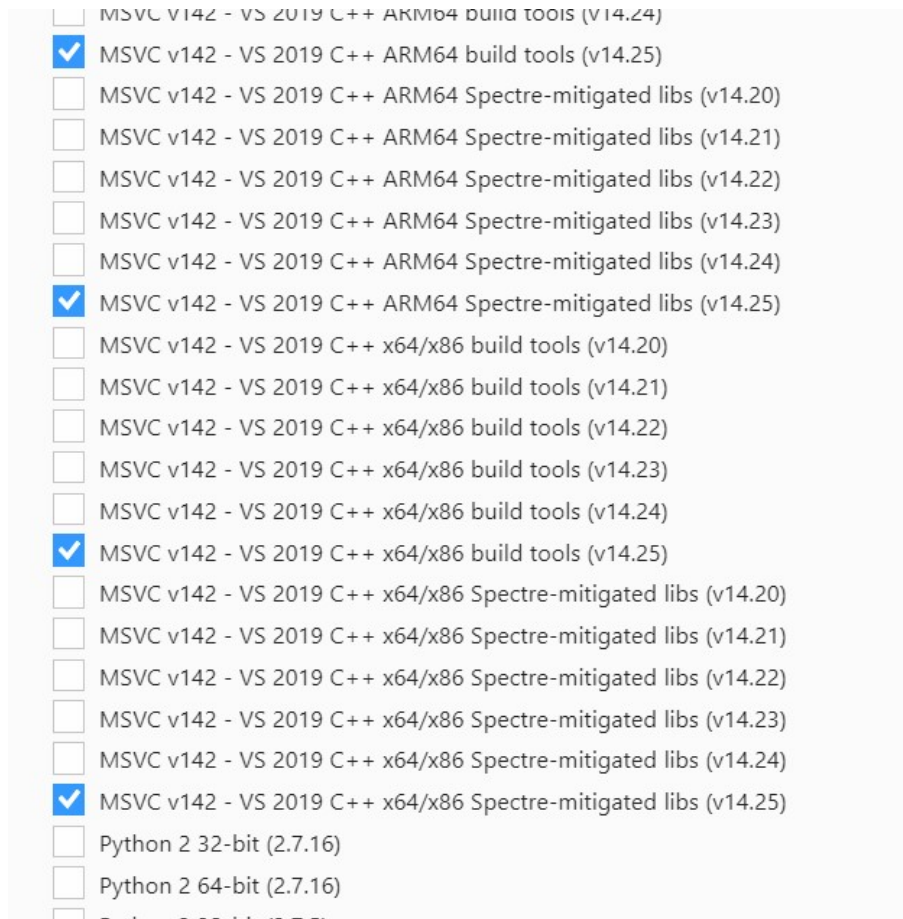 MSVC v142 - VS 2019 C++ ARM64 build tools (v14.24)
MSVC v142 - VS 2019 C++ ARM64 build tools (v14.25)
MSVC v142 - VS 2019 C++ ARM64 Spectre-mitigated libs (v14.20)
MSVC v142 - VS 2019 C++ ARM64 Spectre-mitigated libs (v14.21)
MSVC v142 - VS 2019 C++ ARM64 Spectre-mitigated libs (v14.22)
MSVC v142 - VS 2019 C++ ARM64 Spectre-mitigated libs (v14.23)
MSVC v142 - VS 2019 C++ ARM64 Spectre-mitigated libs (v14.24)
MSVC v142 - VS 2019 C++ ARM64 Spectre-mitigated libs (v14.25)
MSVC v142 - VS 2019 C++ x64/x86 build tools (v14.20)
MSVC v142 - VS 2019 C++ x64/x86 build tools (v14.21)
MSVC v142 - VS 2019 C++ x64/x86 build tools (v14.22)
MSVC v142 - VS 2019 C++ x64/x86 build tools (v14.23)
MSVC v142 - VS 2019 C++ x64/x86 build tools (v14.24)
MSVC v142 - VS 2019 C++ x64/x86 build tools (v14.25)
MSVC v142 - VS 2019 C++ x64/x86 Spectre-mitigated libs (v14.20)
MSVC v142 - VS 2019 C++ x64/x86 Spectre-mitigated libs (v14.21)
MSVC v142 - VS 2019 C++ x64/x86 Spectre-mitigated libs (v14.22)
MSVC v142 - VS 2019 C++ x64/x86 Spectre-mitigated libs (v14.23)
MSVC v142 - VS 2019 C++ x64/x86 Spectre-mitigated libs (v14.24)
MSVC v142 - VS 2019 C++ x64/x86 Spectre-mitigated libs (v14.25)
Python 2 32-bit (2.7.16)
Python 2 64-bit (2.7.16)